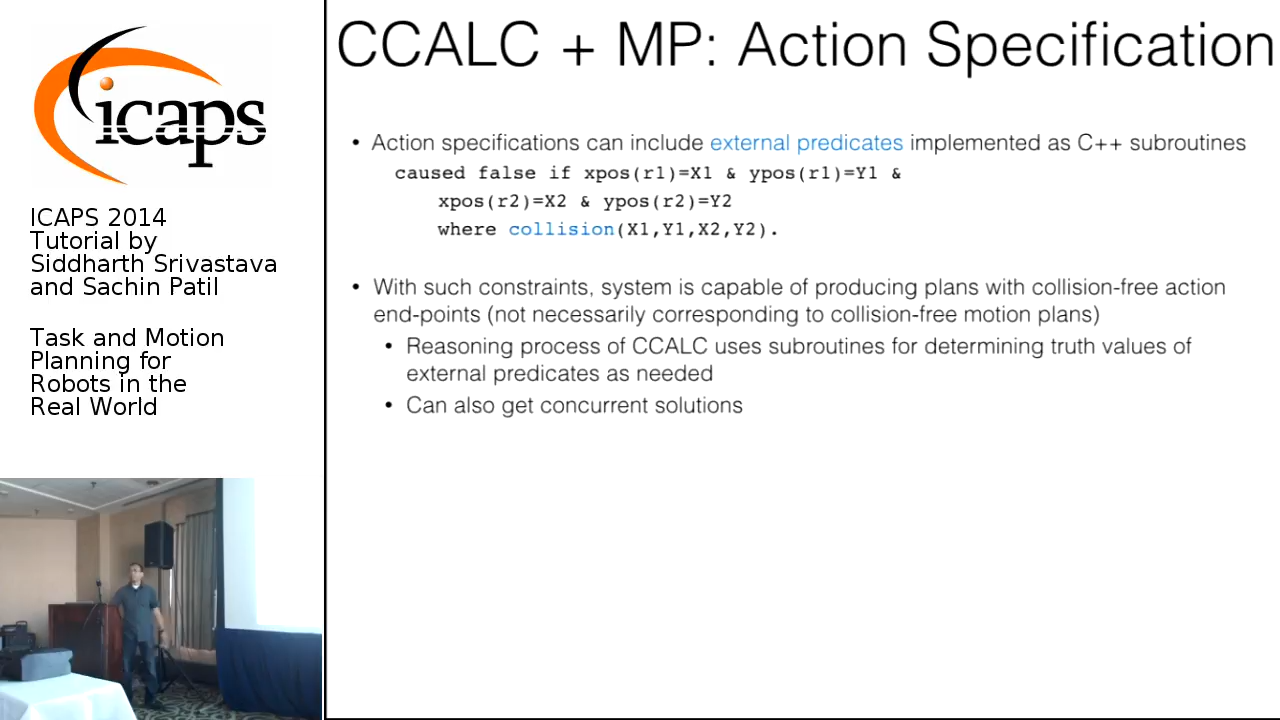 icaps
ICAPS 2014
Tutorial by
Siddharth Srivastava
and Sachin Patil
Task and Motion
Planning for
Robots in the
Real World
CCALC + MP: Action Specification
• Action specifications can include external predicates implemented as C++ subroutines
caused false if xpos(r1)=X1 & ypos(r1)=Y1 &
xpos(r2)=X2 & ypos(r2)=Y2
where collision(X1,Y1,X2,Y2).
• With such constraints, system is capable of producing plans with collision-free action
end-points (not necessarily corresponding to collision-free motion plans)
• Reasoning process of CCALC uses subroutines for determining truth values of
external predicates as needed
• Can also get concurrent solutions